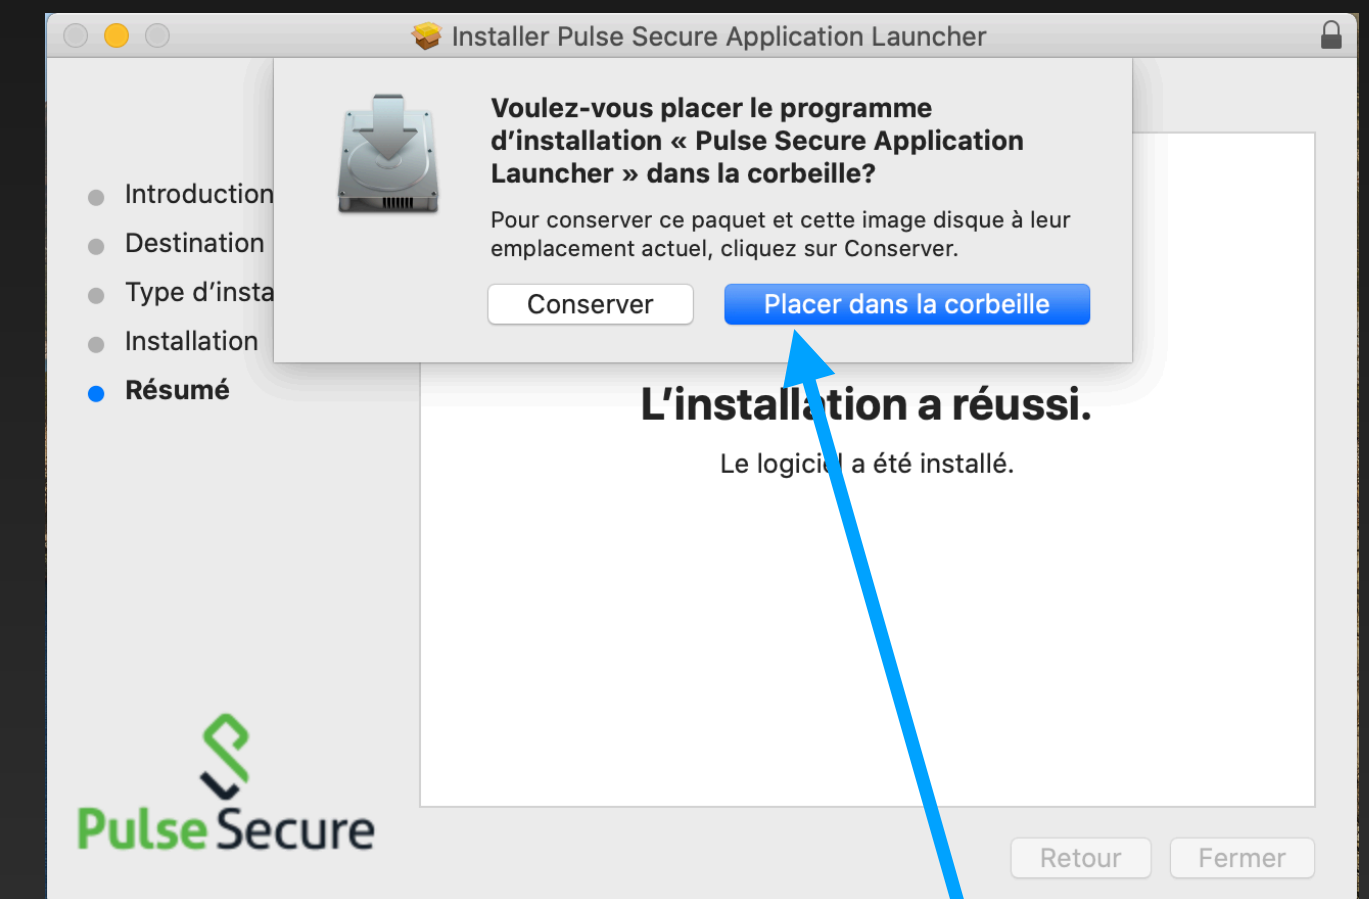 Installer Pulse Secure Application Launcher
Voulez-vous placer le programme
d’installation « Pulse Secure Application
Launcher » dans la corbeille?
Pour conserver ce paquet et cette image disque à leur
emplacement actuel, cliquez sur Conserver.
Conserver
Placer dans la corbeille
Introduction
Destination
Type d’insta
Installation
Résumé
L’installation a réussi.
Le logiciel a été installé.
Pulse Secure
Retour
Fermer